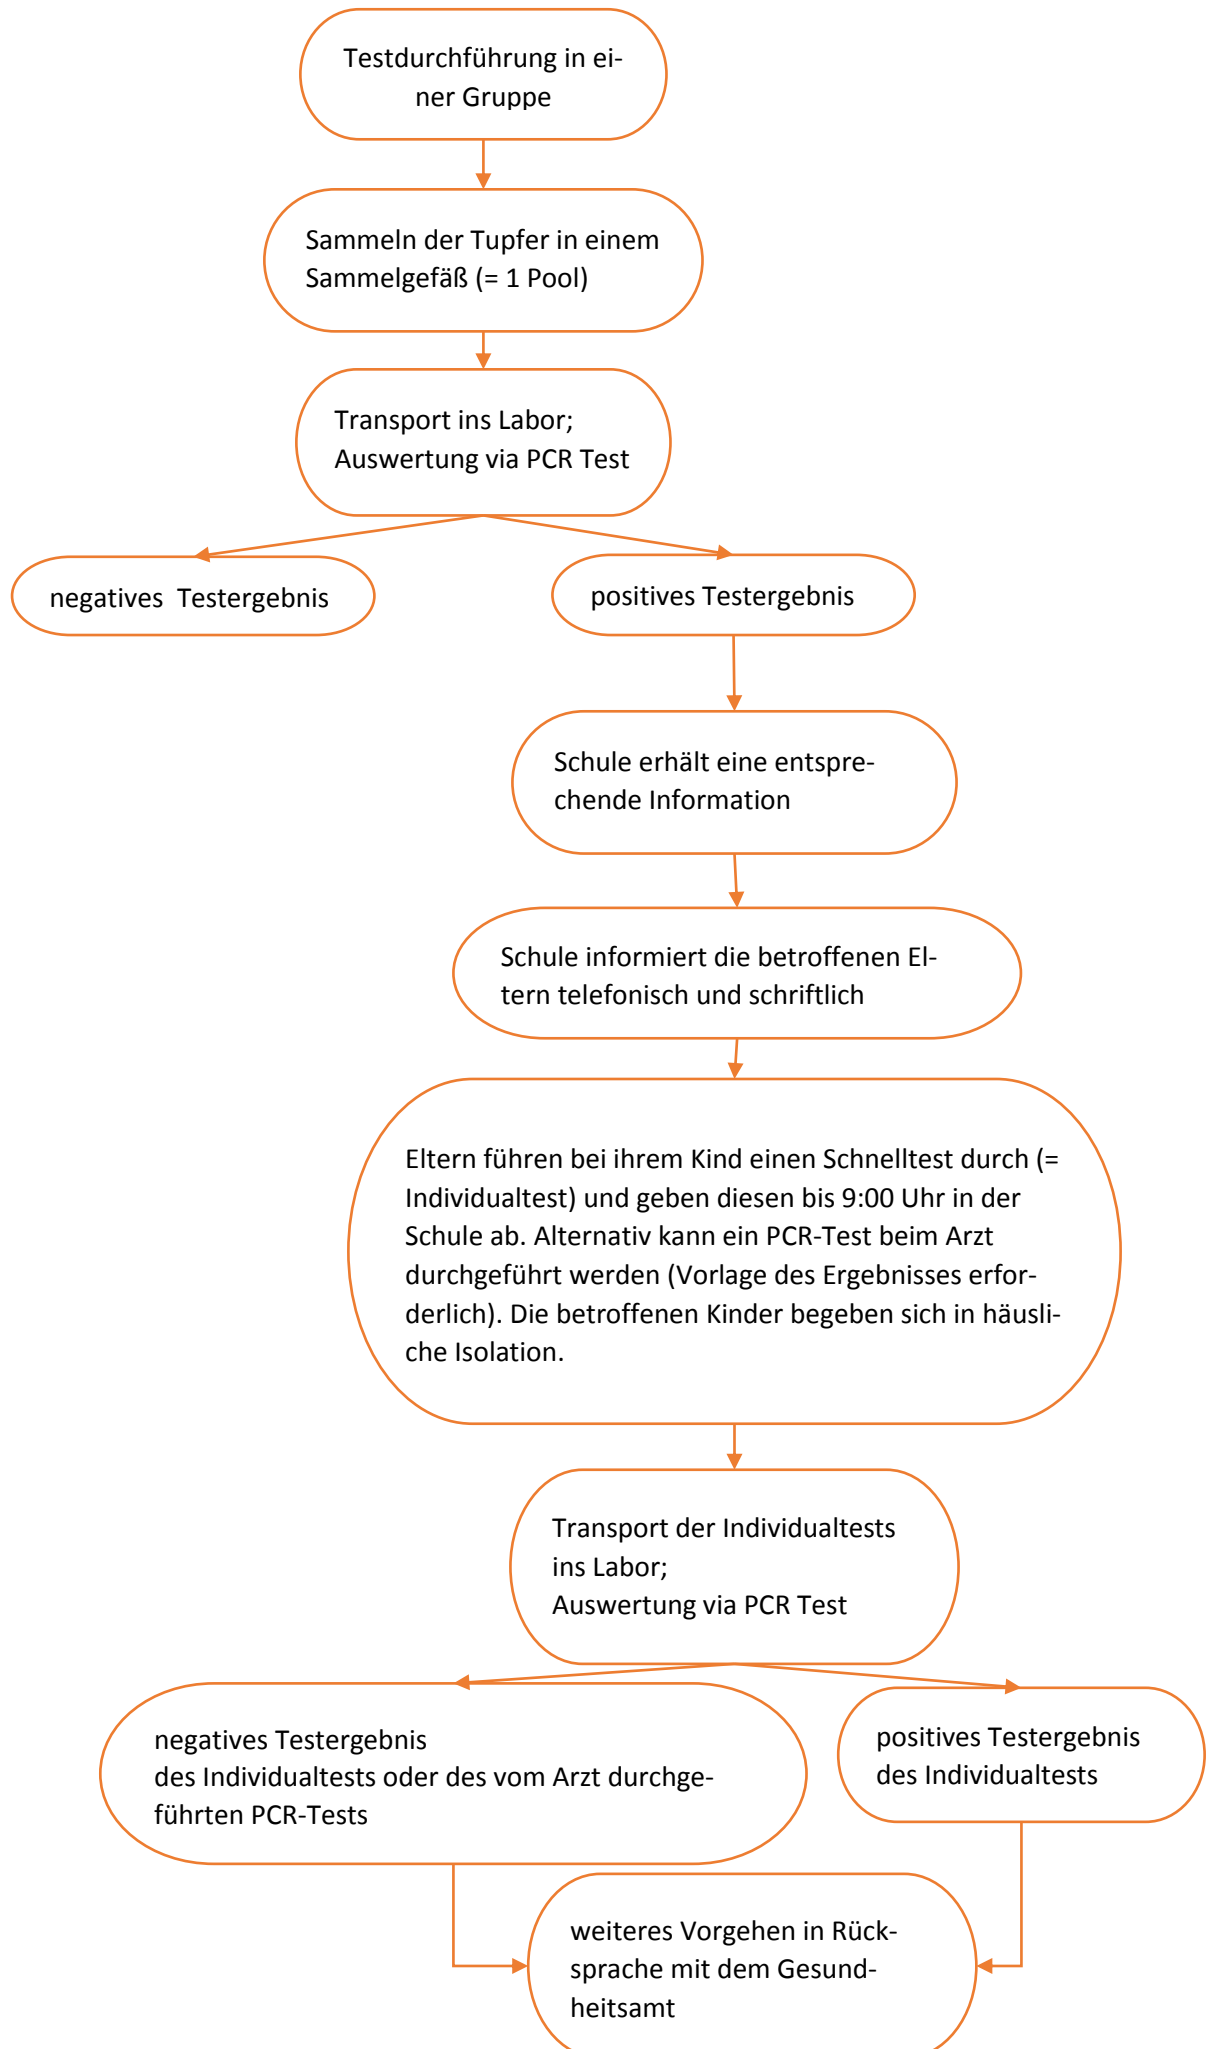 Testdurchführung in ei-
ner Gruppe
Sammeln der Tupfer in einem
Sammelgefäß (= 1 Pool)
Transport ins Labor;
Auswertung via PCR Test
negatives  Testergebnis
positives Testergebnis
Schule erhält eine entspre-
chende Information
Schule informiert die betroffenen El-
tern telefonisch und schriftlich
Eltern führen bei ihrem Kind einen Schnelltest durch (=
Individualtest) und geben diesen bis 9:00 Uhr in der
Schule ab. Alternativ kann ein PCR-Test beim Arzt
durchgeführt werden (Vorlage des Ergebnisses erfor-
derlich). Die betroffenen Kinder begeben sich in häusli-
che Isolation.
Transport der Individualtests
ins Labor;
Auswertung via PCR Test
negatives Testergebnis
des Individualtests oder des vom Arzt durchge-
führten PCR-Tests
positives Testergebnis
des Individualtests
weiteres Vorgehen in Rück-
sprache mit dem Gesund-
heitsamt